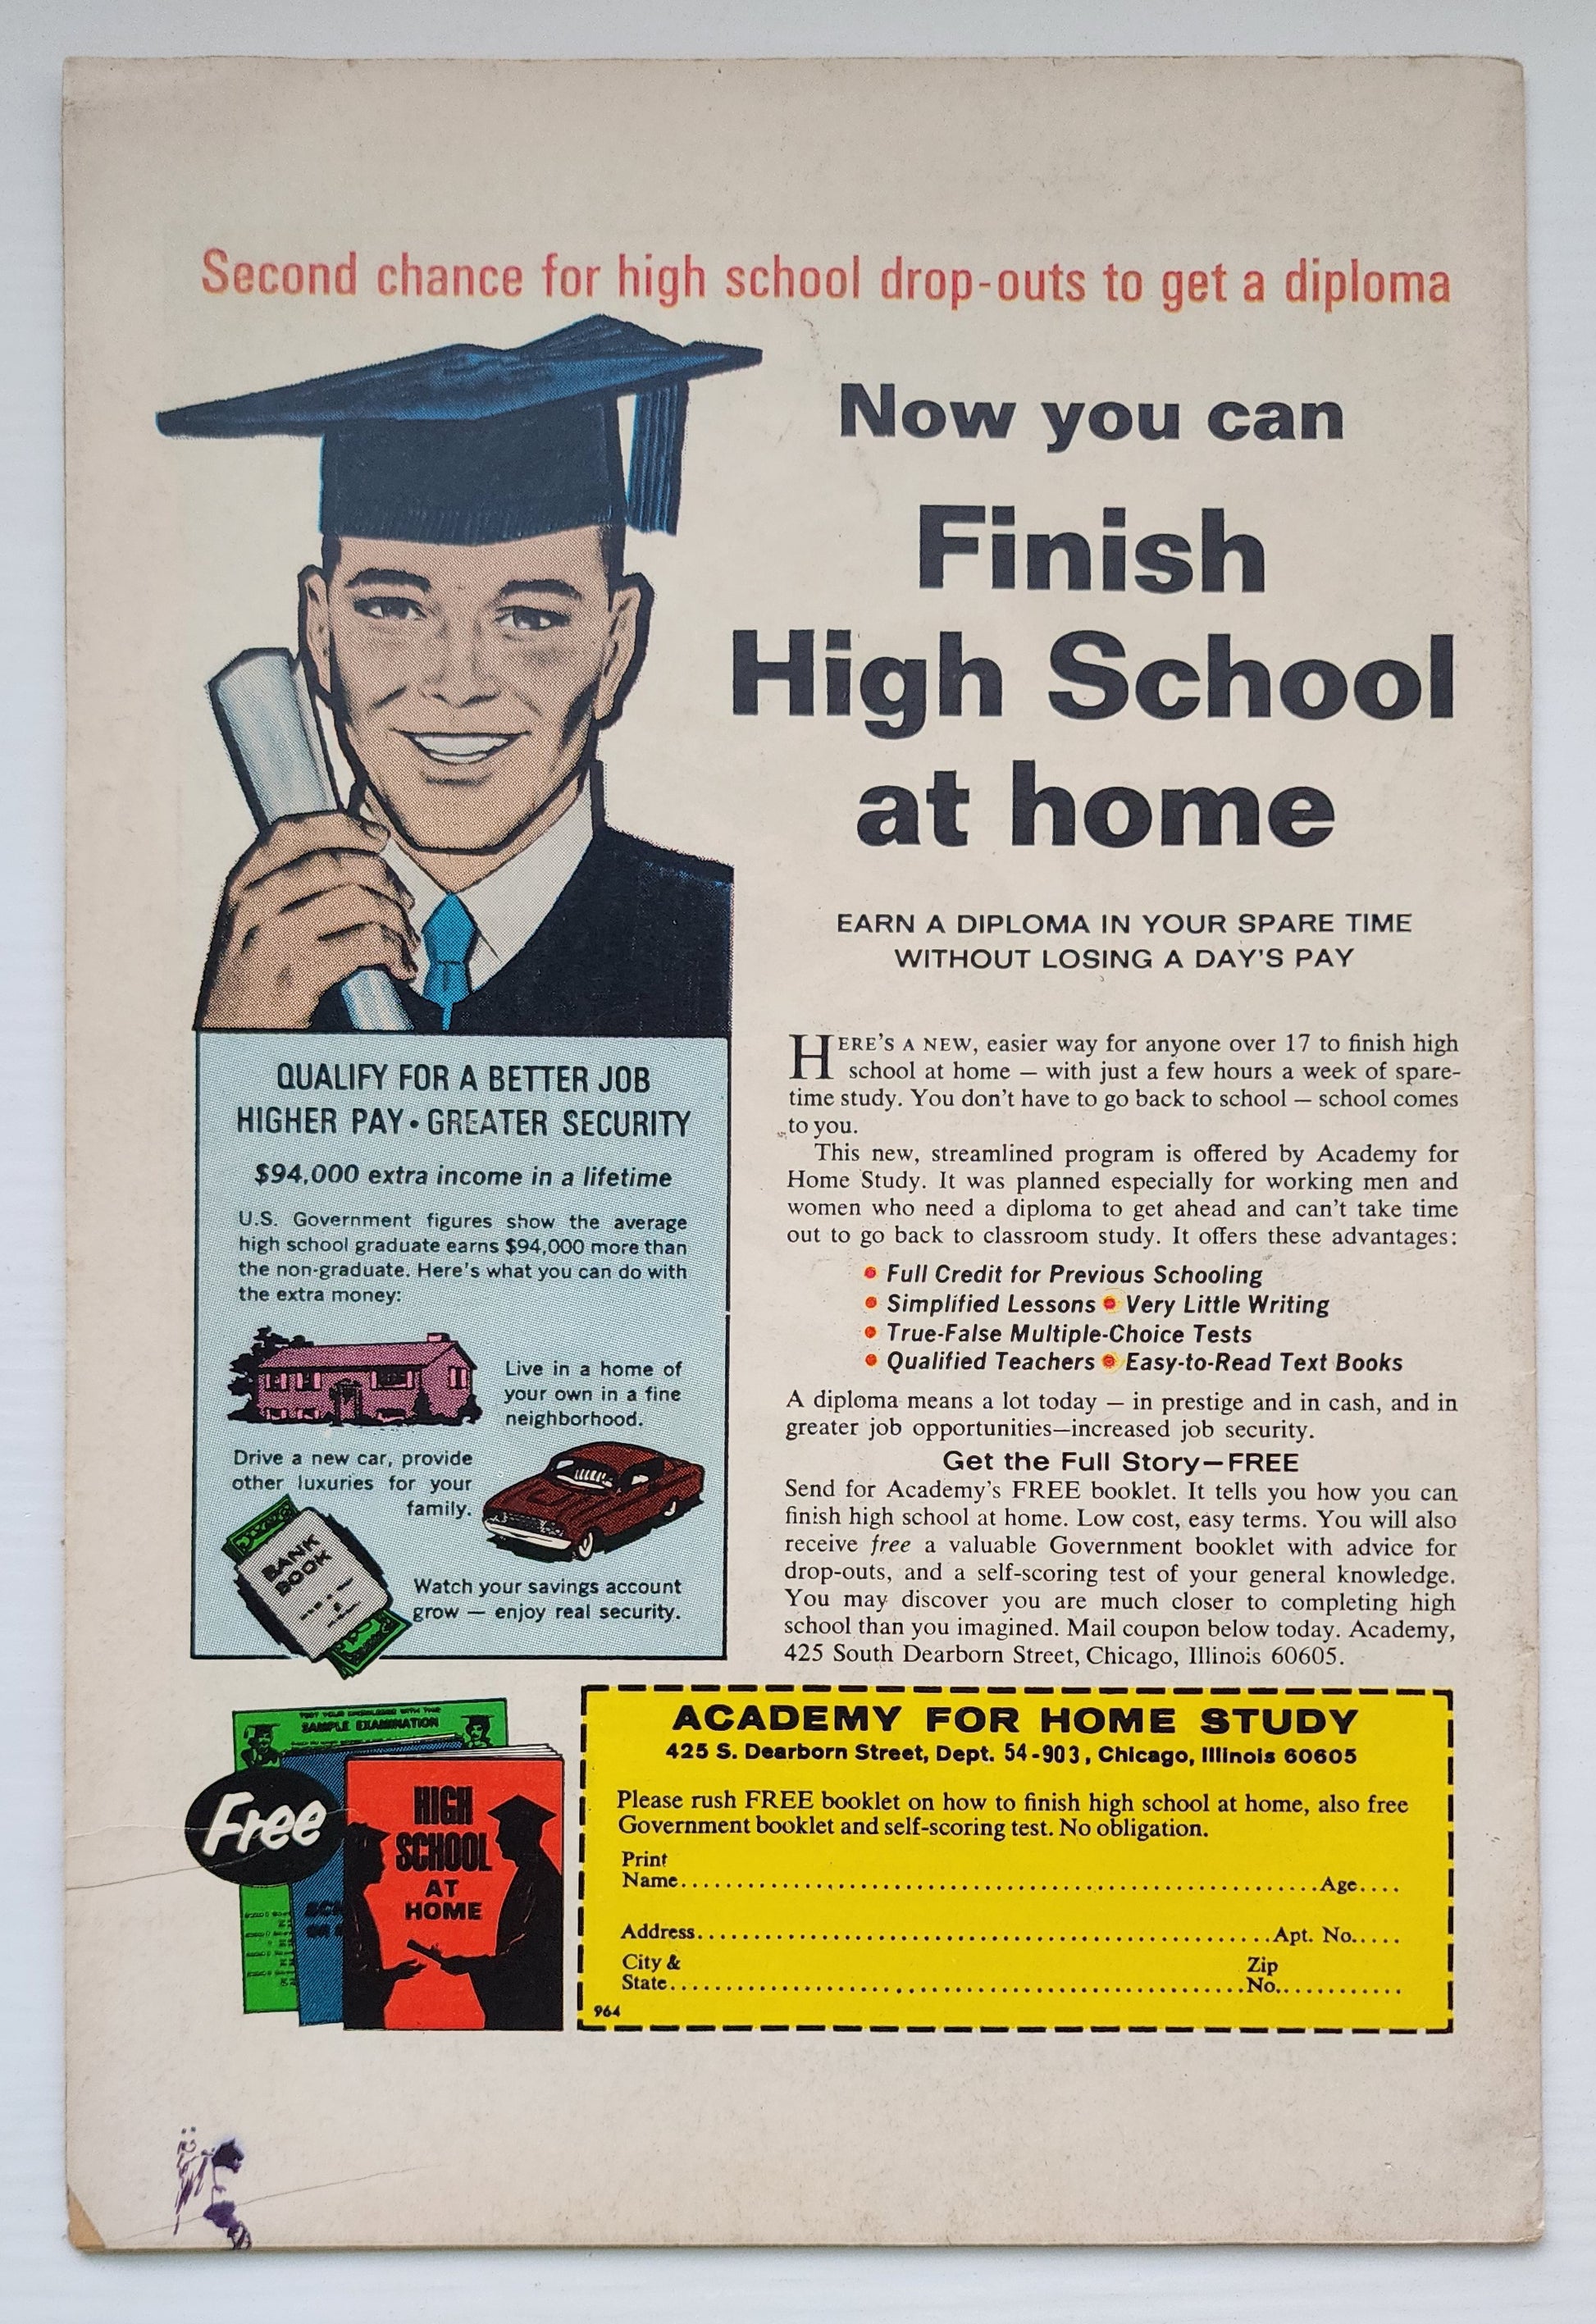 Second chance for high school drop-outs to get a diploma
Now you can
Finish
High School
at home
EARN A DIPLOMA IN YOUR SPARE TIME
WITHOUT LOSING A DAY'S PAY
QUALIFY FOR A BETTER JOB
HIGHER PAY • GREATER SECURITY
$94,000 extra income in a lifetime
U.S. Government figures show the average
high school graduate earns $94,000 more than
the non-graduate. Here's what you can do with
the extra money:
Live in a home of
your own in a fine
neighborhood.
Drive a new car, provide
other luxuries for your
family.
BANK
BOOK
Watch your savings account
grow — enjoy real security.
HERE'S A NEW, easier way for anyone over 17 to finish high
school at home — with just a few hours a week of spare-
time study. You don't have to go back to school — school comes
to you.
This new, streamlined program is offered by Academy for
Home Study. It was planned especially for working men and
women who need a diploma to get ahead and can't take time
out to go back to classroom study. It offers these advantages:
• Full Credit for Previous Schooling
• Simplified Lessons • Very Little Writing
• True-False Multiple-Choice Tests
• Qualified Teachers • Easy-to-Read Text Books
A diploma means a lot today — in prestige and in cash, and in
greater job opportunities—increased job security.
Get the Full Story—FREE
Send for Academy's FREE booklet. It tells you how you can
finish high school at home. Low cost, easy terms. You will also
receive free a valuable Government booklet with advice for
drop-outs, and a self-scoring test of your general knowledge.
You may discover you are much closer to completing high
school than you imagined. Mail coupon below today. Academy,
425 South Dearborn Street, Chicago, Illinois 60605.
TEST YOUR KNOWLEDGE WITH THIS
SAMPLE EXAMINATION
Free
HIGH
SCHOOL
AT
HOME
ACADEMY FOR HOME STUDY
425 S. Dearborn Street, Dept. 54-903, Chicago, Illinois 60605
Please rush FREE booklet on how to finish high school at home, also free
Government booklet and self-scoring test. No obligation.
Print
Name..........Age....
Address..........Apt. No.....
City & Zip
State..........No...........
964